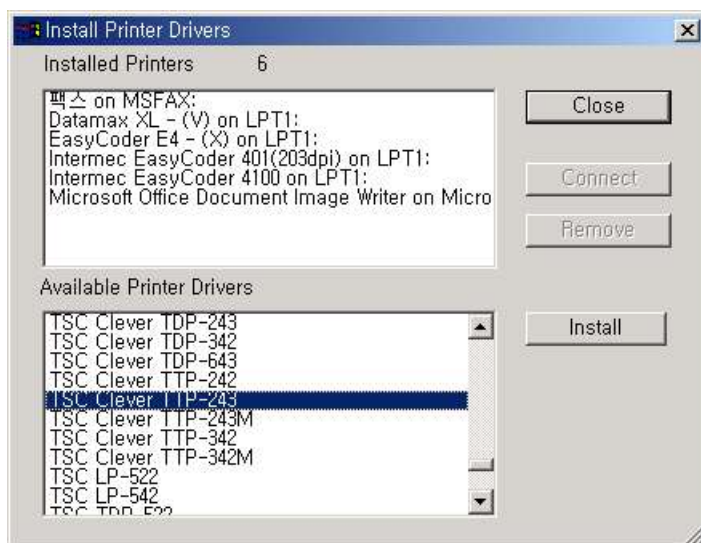 Install Printer Drivers
Installed Printers 6
팩스 on MSFAX:
Datamax XL - (V) on LPT1:
EasyCoder E4 - (X) on LPT1:
Intermec EasyCoder 401(203dpi) on LPT1:
Intermec EasyCoder 4100 on LPT1:
Microsoft Office Document Image Writer on Micro
Close
Connect
Remove
Available Printer Drivers
TSC Clever TDP-243
TSC Clever TDP-342
TSC Clever TDP-643
TSC Clever TTP-242
TSC Clever TTP-243
TSC Clever TTP-243M
TSC Clever TTP-342
TSC Clever TTP-342M
TSC LP-522
TSC LP-542
TSC TDP-522
Install